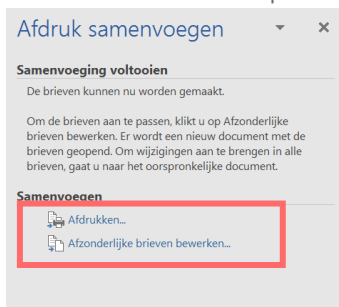 Afdruk samenvoegen
Samenvoeging voltooien
De brieven kunnen nu worden gemaakt.
Om de brieven aan te passen, klikt u op Afzonderlijke
brieven bewerken. Er wordt een nieuw document met de
brieven geopend. Om wijzigingen aan te brengen in alle
brieven, gaat u naar het oorspronkelijke document.
Samenvoegen
Afdrukken...
Afzonderlijke brieven bewerken...